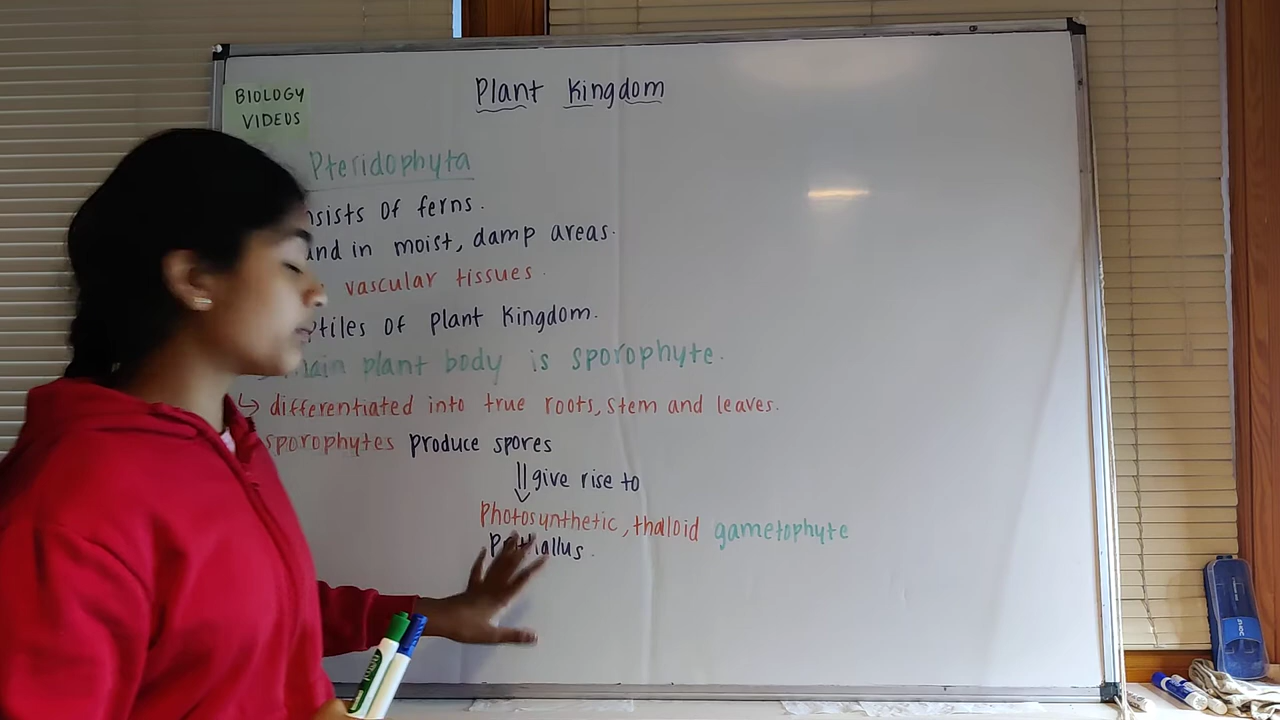 Plant Kingdom
BIOLOGY
VIDEOS
Pteridophyta
nsists of ferns.
und in moist, damp areas.
vascular tissues.
ptiles of plant Kingdom.
main plant body is sporophyte.
↳ differentiated into true roots, stem and leaves.
sporophytes produce spores
give rise to
Photosynthetic, thaloid gametophyte